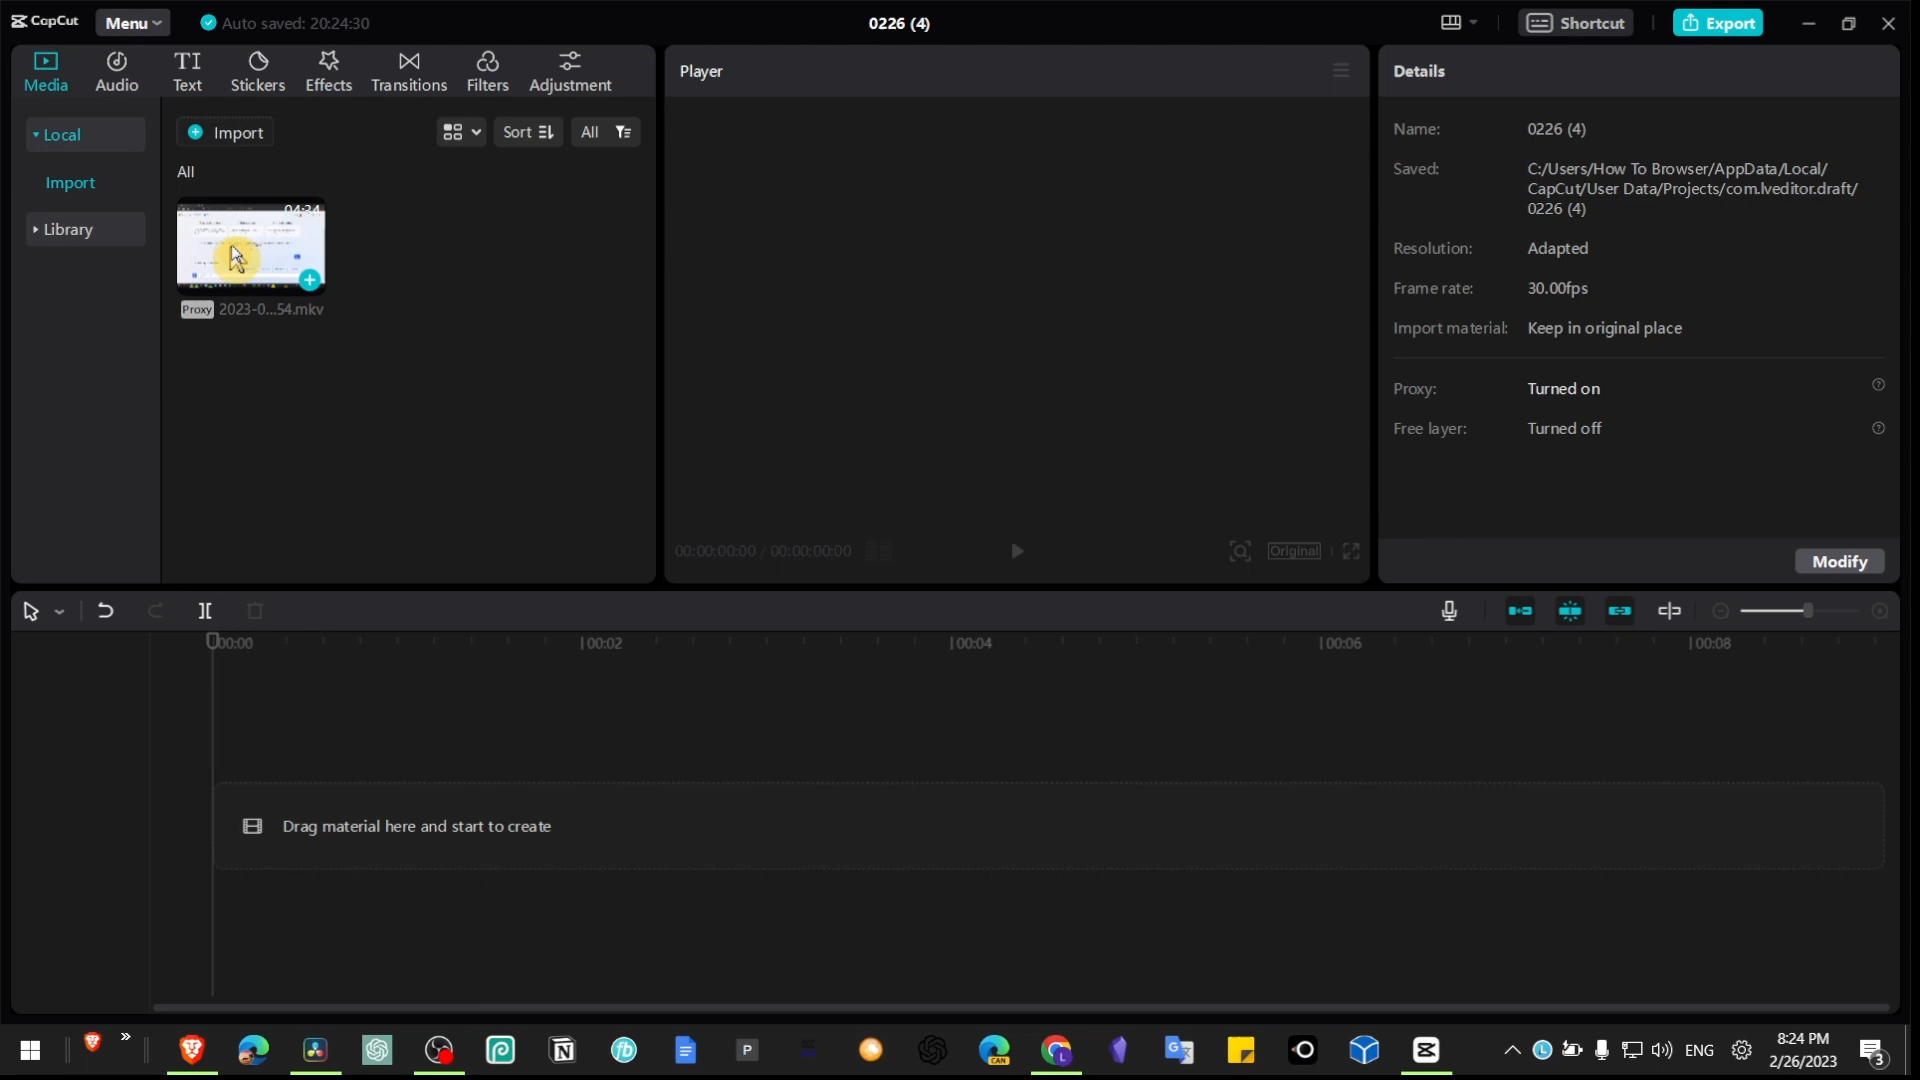 CapCut
Menu
Auto saved: 20:24:30
0226 (4)
Shortcut
Export
Media
Audio
Text
Stickers
Effects
Transitions
Filters
Adjustment
Local
Import
Library
Import
Sort
All
All
04:34
Proxy 2023-0...54.mkv
Player
00:00:00:00 / 00:00:00:00
Original
Details
Name: 0226 (4)
Saved: C:/Users/How To Browser/AppData/Local/
CapCut/User Data/Projects/com.lveditor.draft/
0226 (4)
Resolution: Adapted
Frame rate: 30.00fps
Import material: Keep in original place
Proxy: Turned on
Free layer: Turned off
Modify
00:00
00:02
00:04
00:06
00:08
Drag material here and start to create
ENG
8:24 PM
2/26/2023
3